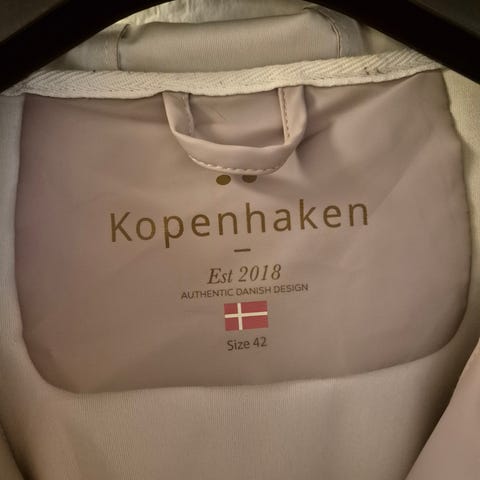 Kopenhaken
Est 2018
AUTHENTIC DANISH DESIGN
Size 42